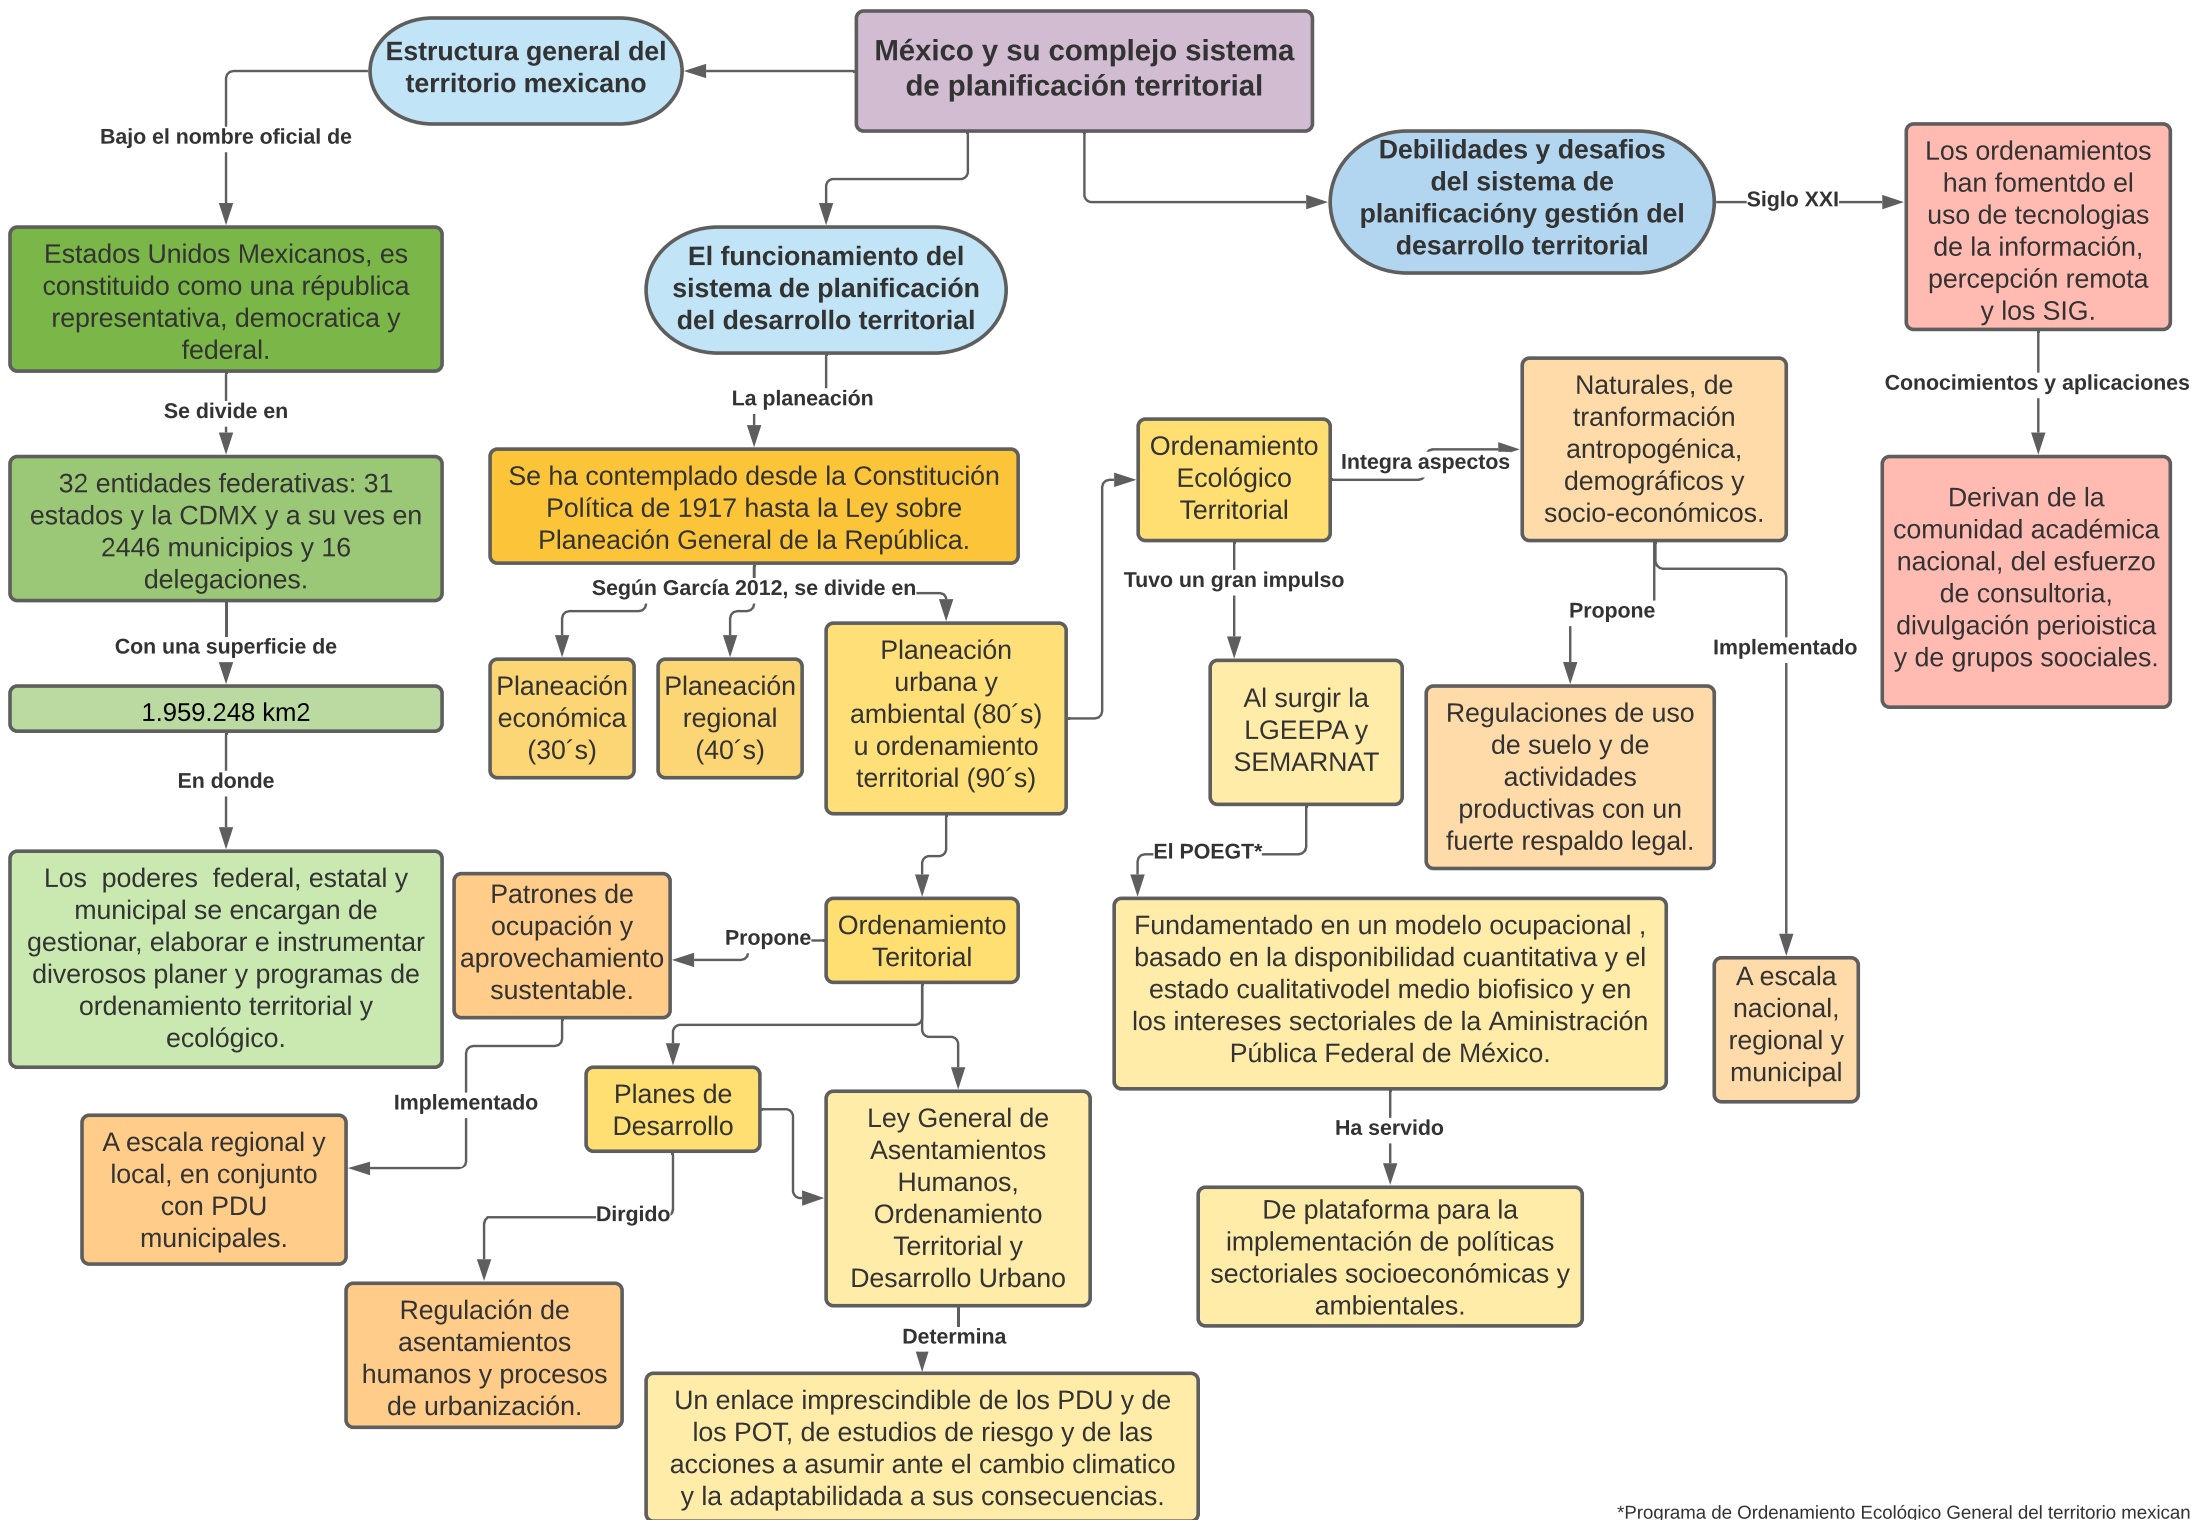 México y su complejo sistema
de planificación territorial
Estructura general del
territorio mexicano
Bajo el nombre oficial de
Estados Unidos Mexicanos, es
constituido como una républica
representativa, democratica y
federal.
Se divide en
32 entidades federativas: 31
estados y la CDMX y a su ves en
2446 municipios y 16
delegaciones.
Con una superficie de
1.959.248 km2
En donde
Los  poderes  federal, estatal y
municipal se encargan de
gestionar, elaborar e instrumentar
diverosos planer y programas de
ordenamiento territorial y
ecológico.
El funcionamiento del
sistema de planificación
del desarrollo territorial
La planeación
Se ha contemplado desde la Constitución
Política de 1917 hasta la Ley sobre
Planeación General de la República.
Según García 2012, se divide en
Planeación
económica
(30´s)
Planeación
regional
(40´s)
Planeación
urbana y
ambiental (80´s)
u ordenamiento
territorial (90´s)
Ordenamiento
Teritorial
Propone
Patrones de
ocupación y
aprovechamiento
sustentable.
Implementado
A escala regional y
local, en conjunto
con PDU
municipales.
Planes de
Desarrollo
Dirgido
Regulación de
asentamientos
humanos y procesos
de urbanización.
Ley General de
Asentamientos
Humanos,
Ordenamiento
Territorial y
Desarrollo Urbano
Determina
Un enlace imprescindible de los PDU y de
los POT, de estudios de riesgo y de las
acciones a asumir ante el cambio climatico
y la adaptabilidada a sus consecuencias.
Ordenamiento
Ecológico
Territorial
Integra aspectos
Naturales, de
tranformación
antropogénica,
demográficos y
socio-económicos.
Propone
Regulaciones de uso
de suelo y de
actividades
productivas con un
fuerte respaldo legal.
Implementado
A escala
nacional,
regional y
municipal
Tuvo un gran impulso
Al surgir la
LGEEPA y
SEMARNAT
El POEGT*
Fundamentado en un modelo ocupacional ,
basado en la disponibilidad cuantitativa y el
estado cualitativodel medio biofisico y en
los intereses sectoriales de la Aministración
Pública Federal de México.
Ha servido
De plataforma para la
implementación de políticas
sectoriales socioeconómicas y
ambientales.
Debilidades y desafios
del sistema de
planificacióny gestión del
desarrollo territorial
Siglo XXI
Los ordenamientos
han fomentdo el
uso de tecnologias
de la información,
percepción remota
y los SIG.
Conocimientos y aplicaciones
Derivan de la
comunidad académica
nacional, del esfuerzo
de consultoria,
divulgación perioistica
y de grupos soociales.
*Programa de Ordenamiento Ecológico General del territorio mexican